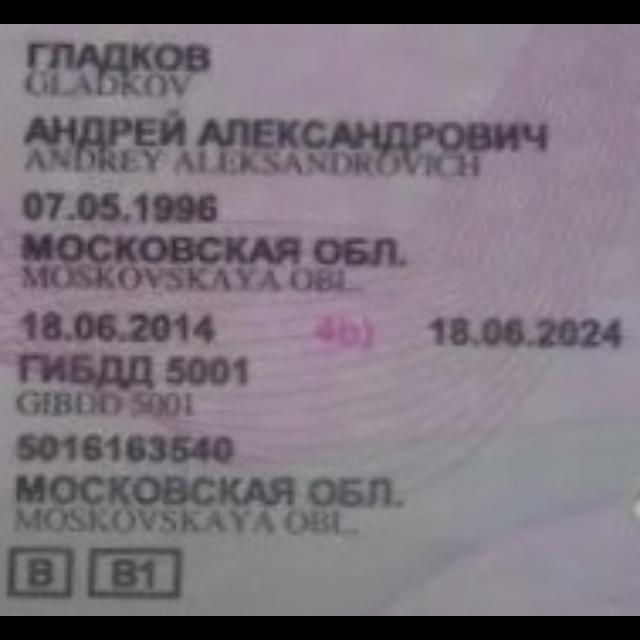 ГЛАДКОВ
GLADKOV
АНДРЕЙ АЛЕКСАНДРОВИЧ
ANDREY ALEKSANDROVICH
07.05.1996
МОСКОВСКАЯ ОБЛ.
MOSKOVSKAYA OBL.
18.06.2014 4b) 18.06.2024
ГИБДД 5001
GIBDD 5001
5016163540
МОСКОВСКАЯ ОБЛ.
MOSKOVSKAYA OBL.
B B1